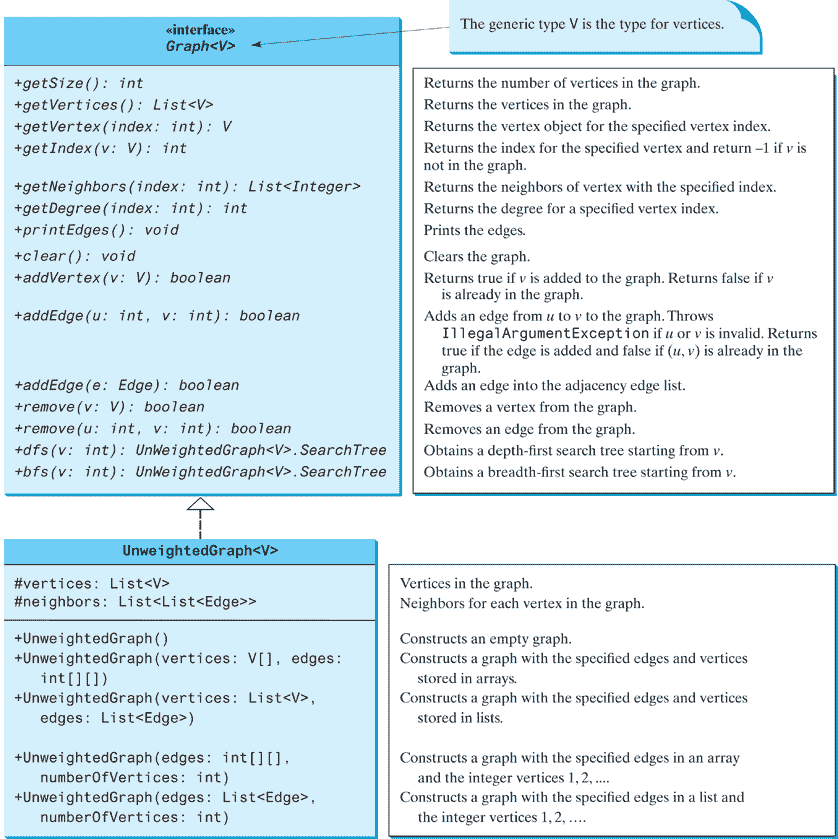 The generic type V is the type for vertices.
«interface»
Graph<V>
+getSize(): int
Returns the number of vertices in the graph.
+getVertices(): List<V>
Returns the vertices in the graph.
+getVertex(index: int): V
Returns the vertex object for the specified vertex index.
+getIndex(v: V): int
Returns the index for the specified vertex and return –1 if v is
not in the graph.
+getNeighbors(index: int): List<Integer>
Returns the neighbors of vertex with the specified index.
+getDegree(index: int): int
Returns the degree for a specified vertex index.
+printEdges(): void
Prints the edges.
+clear(): void
Clears the graph.
+addVertex(v: V): boolean
Returns true if v is added to the graph. Returns false if v
is already in the graph.
+addEdge(u: int, v: int): boolean
Adds an edge from u to v to the graph. Throws
IllegalArgumentException if u or v is invalid. Returns
true if the edge is added and false if (u, v) is already in the
graph.
+addEdge(e: Edge): boolean
Adds an edge into the adjacency edge list.
+remove(v: V): boolean
Removes a vertex from the graph.
+remove(u: int, v: int): boolean
Removes an edge from the graph.
+dfs(v: int): UnWeightedGraph<V>.SearchTree
Obtains a depth-first search tree starting from v.
+bfs(v: int): UnWeightedGraph<V>.SearchTree
Obtains a breadth-first search tree starting from v.
UnweightedGraph<V>
#vertices: List<V>
Vertices in the graph.
#neighbors: List<List<Edge>>
Neighbors for each vertex in the graph.
+UnweightedGraph()
Constructs an empty graph.
+UnweightedGraph(vertices: V[], edges:
int[][])
Constructs a graph with the specified edges and vertices
stored in arrays.
+UnweightedGraph(vertices: List<V>,
edges: List<Edge>)
Constructs a graph with the specified edges and vertices
stored in lists.
+UnweightedGraph(edges: int[][],
numberOfVertices: int)
Constructs a graph with the specified edges in an array
and the integer vertices 1, 2, ....
+UnweightedGraph(edges: List<Edge>,
numberOfVertices: int)
Constructs a graph with the specified edges in a list and
the integer vertices 1, 2, ….